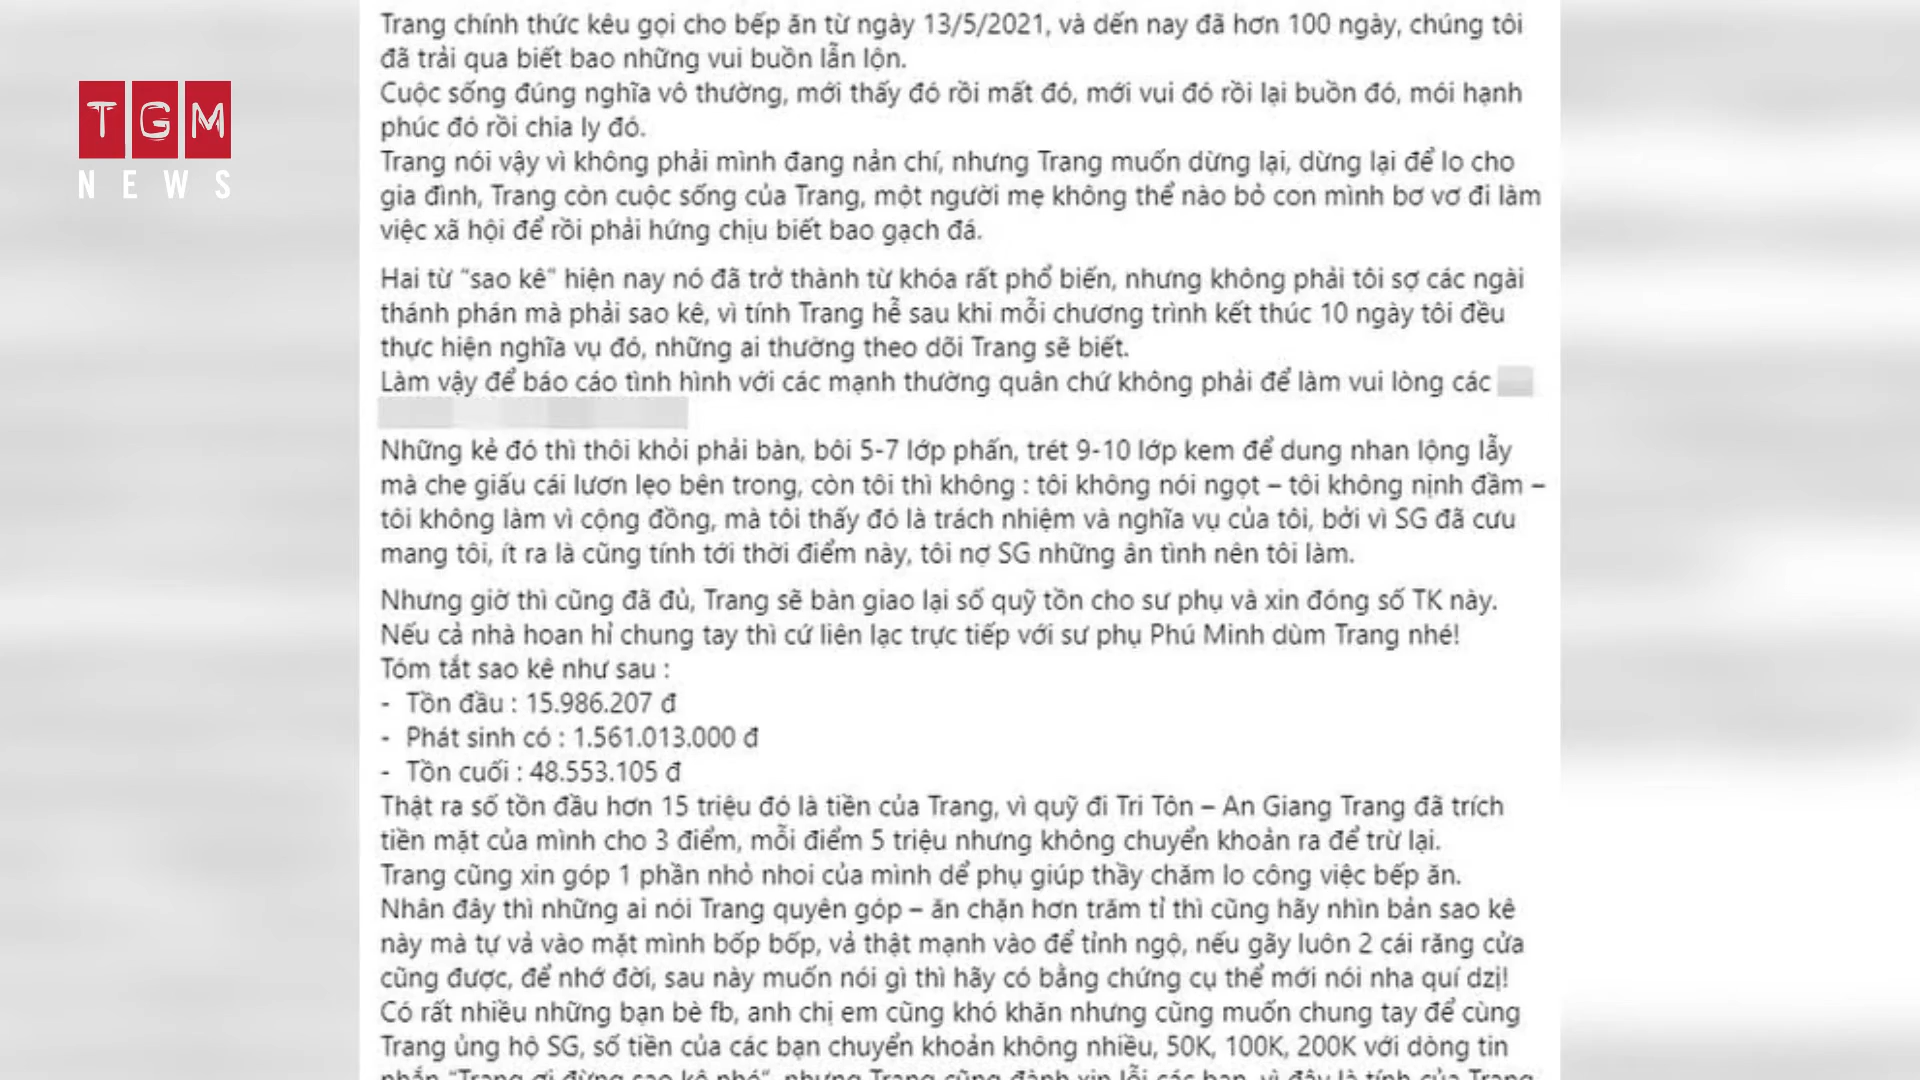 TGM
NEWS
Trang chính thức kêu gọi cho bếp ăn từ ngày 13/5/2021, và dến nay đã hơn 100 ngày, chúng tôi
đã trải qua biết bao những vui buồn lẫn lộn.
Cuộc sống đúng nghĩa vô thường, mới thấy đó rồi mất đó, mới vui đó rồi lại buồn đó, mói hạnh
phúc đó rồi chia ly đó.
Trang nói vậy vì không phải mình đang nản chí, nhưng Trang muốn dừng lại, dừng lại để lo cho
gia đình, Trang còn cuộc sống của Trang, một người mẹ không thể nào bỏ con mình bơ vơ đi làm
việc xã hội để rồi phải hứng chịu biết bao gạch đá.
Hai từ “sao kê“ hiện nay nó đã trở thành từ khóa rất phổ biến, nhưng không phải tôi sợ các ngài
thánh phán mà phải sao kê, vì tính Trang hễ sau khi mỗi chương trình kết thúc 10 ngày tôi đều
thực hiện nghĩa vụ đó, những ai thường theo dõi Trang sẽ biết.
Làm vậy để báo cáo tình hình với các mạnh thường quân chứ không phải để làm vui lòng các
Những kẻ đó thì thôi khỏi phải bàn, bôi 5-7 lớp phấn, trét 9-10 lớp kem để dung nhan lộng lẫy
mà che giấu cái lươn lẹo bên trong, còn tôi thì không : tôi không nói ngọt – tôi không nịnh đầm –
tôi không làm vì cộng đồng, mà tôi thấy đó là trách nhiệm và nghĩa vụ của tôi, bởi vì SG đã cưu
mang tôi, ít ra là cũng tính tới thời điểm này, tôi nợ SG những ân tình nên tôi làm.
Nhưng giờ thì cũng đã đủ, Trang sẽ bàn giao lại số quỹ tồn cho sư phụ và xin đóng số TK này.
Nếu cả nhà hoan hỉ chung tay thì cứ liên lạc trực tiếp với sư phụ Phú Minh dùm Trang nhé!
Tóm tắt sao kê như sau :
- Tồn đầu : 15.986.207 đ
- Phát sinh có : 1.561.013.000 đ
- Tồn cuối : 48.553.105 đ
Thật ra số tồn đầu hơn 15 triệu đó là tiền của Trang, vì quỹ đi Tri Tôn – An Giang Trang đã trích
tiền mặt của mình cho 3 điểm, mỗi điểm 5 triệu nhưng không chuyển khoản ra để trừ lại.
Trang cũng xin góp 1 phần nhỏ nhoi của mình dể phụ giúp thầy chăm lo công việc bếp ăn.
Nhân đây thì những ai nói Trang quyên góp – ăn chặn hơn trăm tỉ thì cũng hãy nhìn bản sao kê
này mà tự vả vào mặt mình bốp bốp, vả thật mạnh vào để tỉnh ngộ, nếu gãy luôn 2 cái răng cửa
cũng được, để nhớ đời, sau này muốn nói gì thì hãy có bằng chứng cụ thể mới nói nha quí dzị!
Có rất nhiều những bạn bè fb, anh chị em cũng khó khăn nhưng cũng muốn chung tay để cùng
Trang ủng hộ SG, số tiền của các bạn chuyển khoản không nhiều, 50K, 100K, 200K với dòng tin
nhắn “Trang ơi đừng sao kê nhé“, nhưng Trang cũng đành xin lỗi các bạn, vì đây là tính của Trang